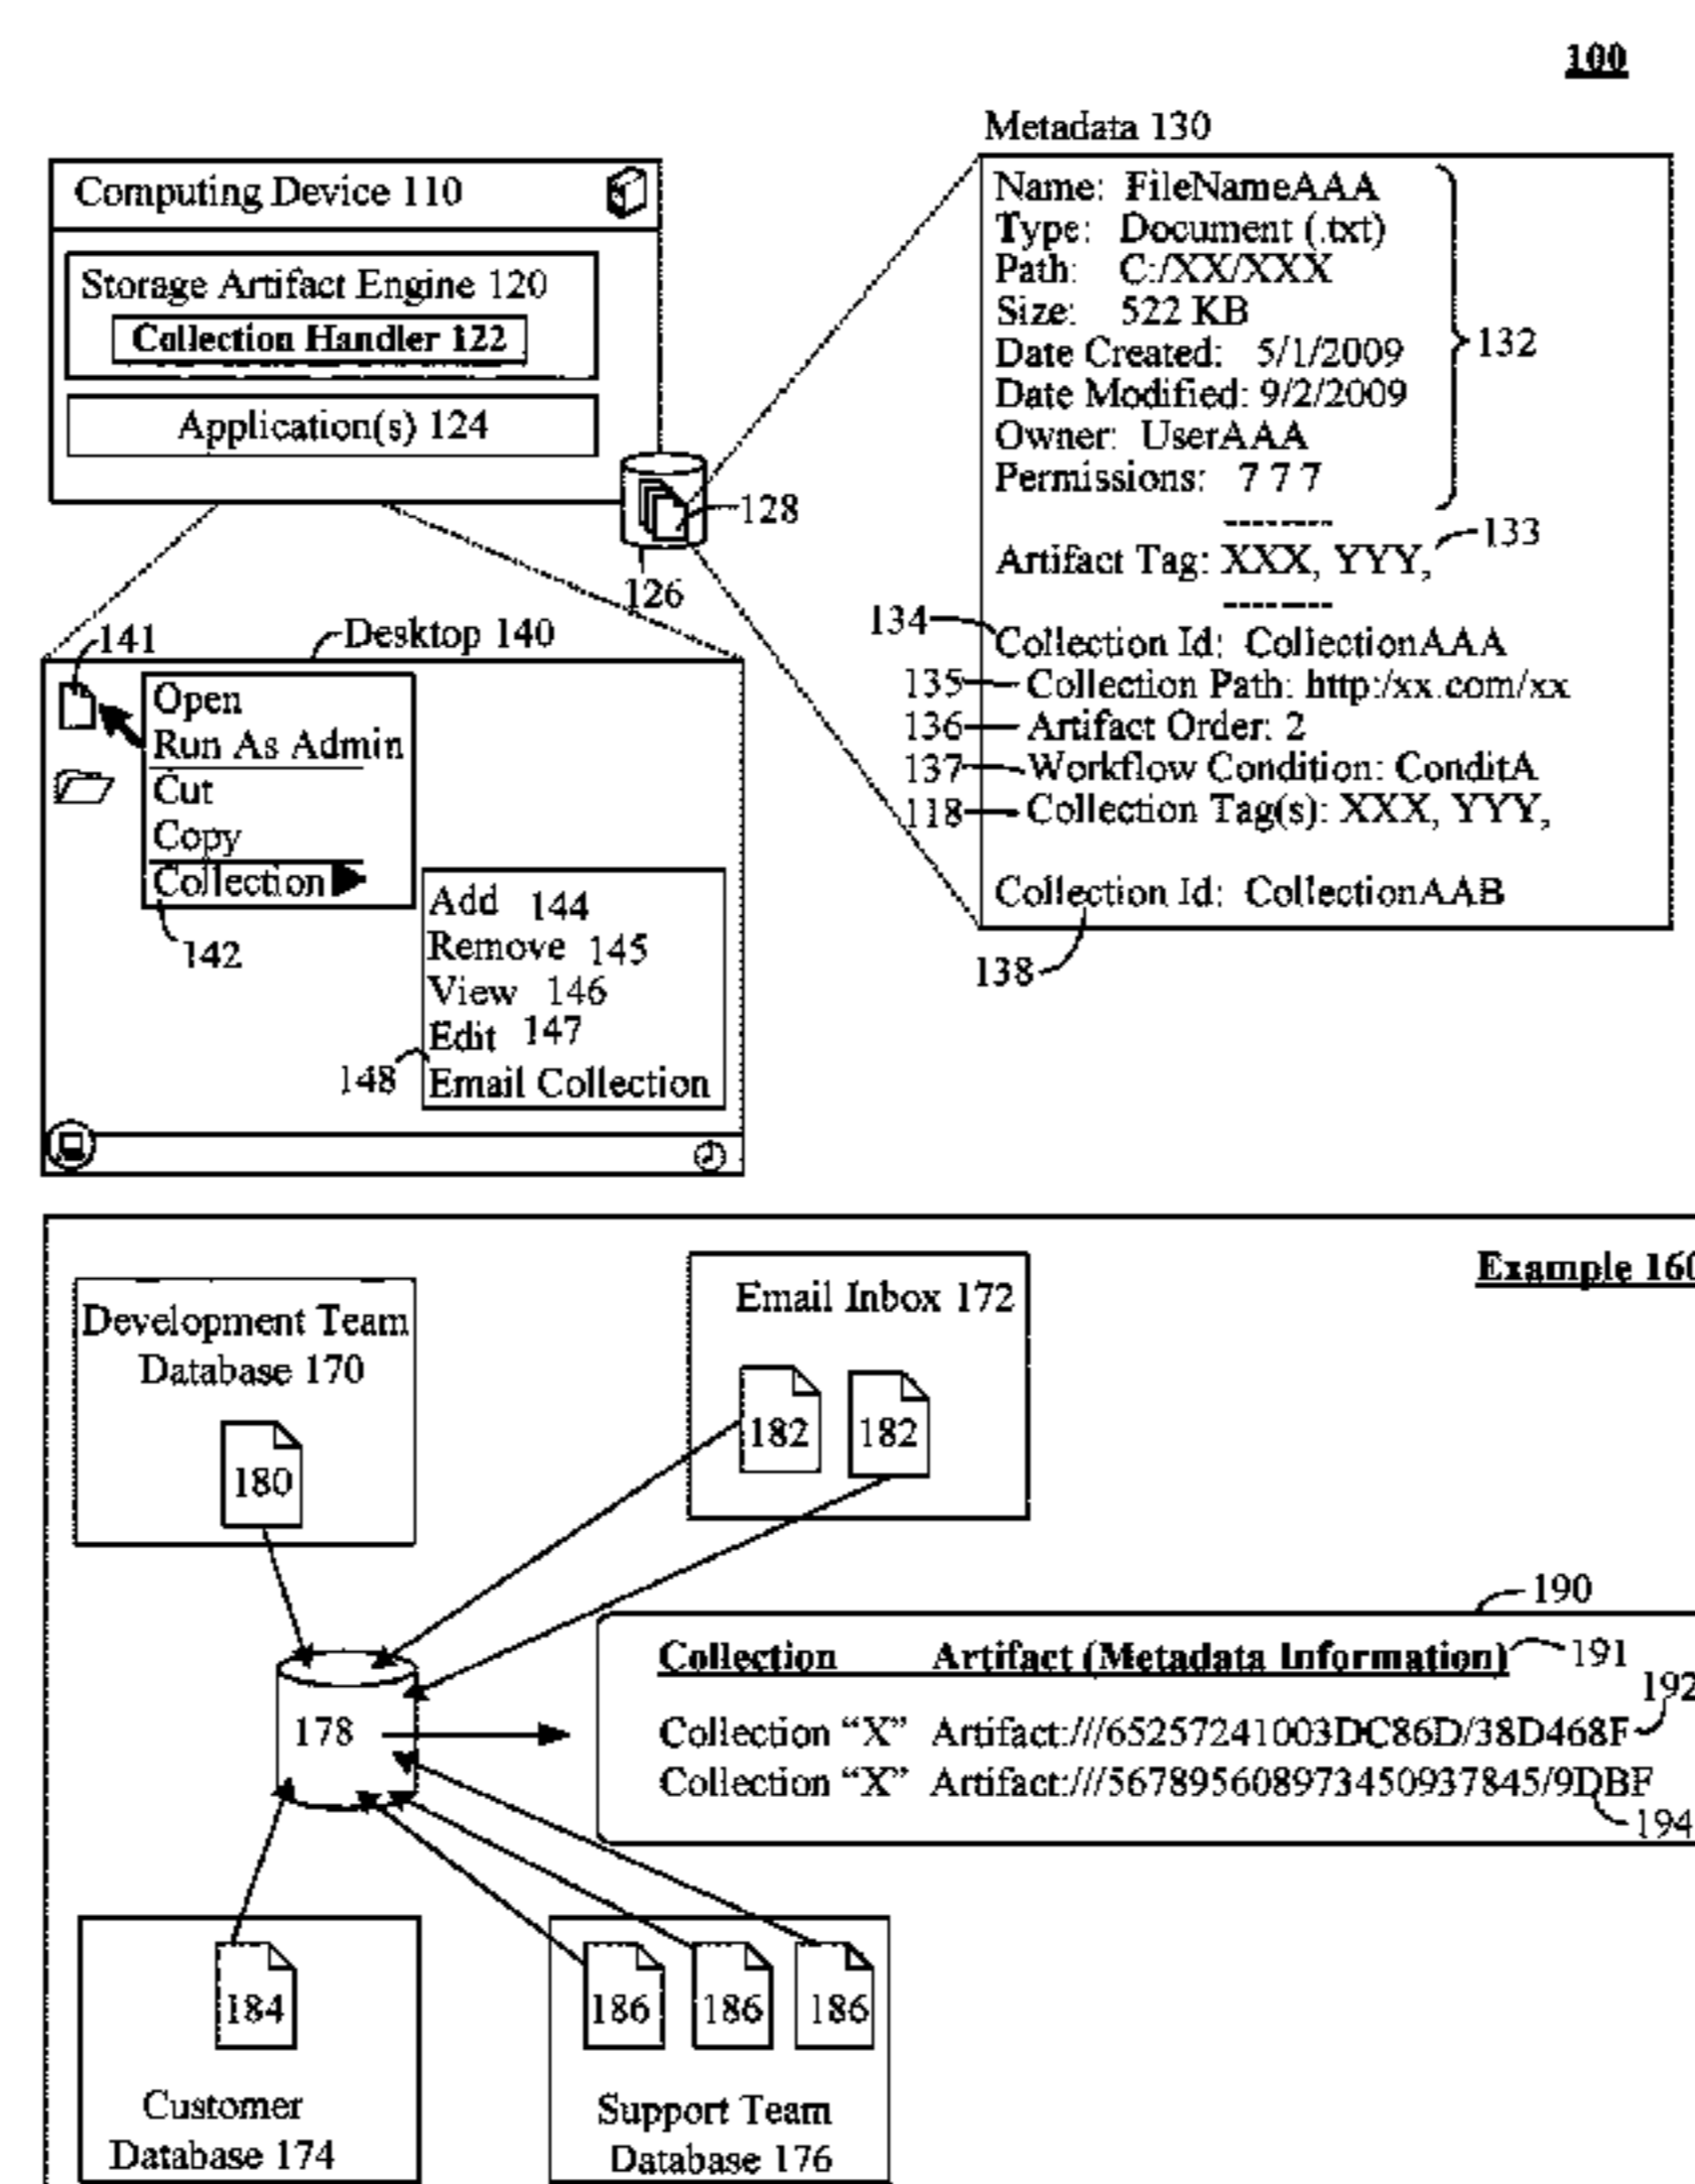 100
Metadata 130
Computing Device 110
Storage Artifact Engine 120
Collection Handler 122
Application(s) 124
128
126
Name: FileNameAAA
Type: Document (.txt)
Path: C:/XX/XXX
Size: 522 KB
Date Created: 5/1/2009
Date Modified: 9/2/2009
Owner: UserAAA
Permissions: 7 7 7
132
--------
Artifact Tag: XXX, YYY,
133
--------
134
Collection Id: CollectionAAA
135
Collection Path: http:/xx.com/xx
136
Artifact Order: 2
137
Workflow Condition: ConditA
118
Collection Tag(s): XXX, YYY,
Collection Id: CollectionAAB
138
Desktop 140
141
Open
Run As Admin
Cut
Copy
Collection
142
Add 144
Remove 145
View 146
Edit 147
148
Email Collection
Example 160
Development Team
Database 170
180
Email Inbox 172
182
182
190
Collection Artifact (Metadata Information)
191
192
Collection “X” Artifact:///65257241003DC86D/38D468F
Collection “X” Artifact:///567895608973450937845/9DBF
194
178
184
Customer
Database 174
186
186
186
Support Team
Database 176